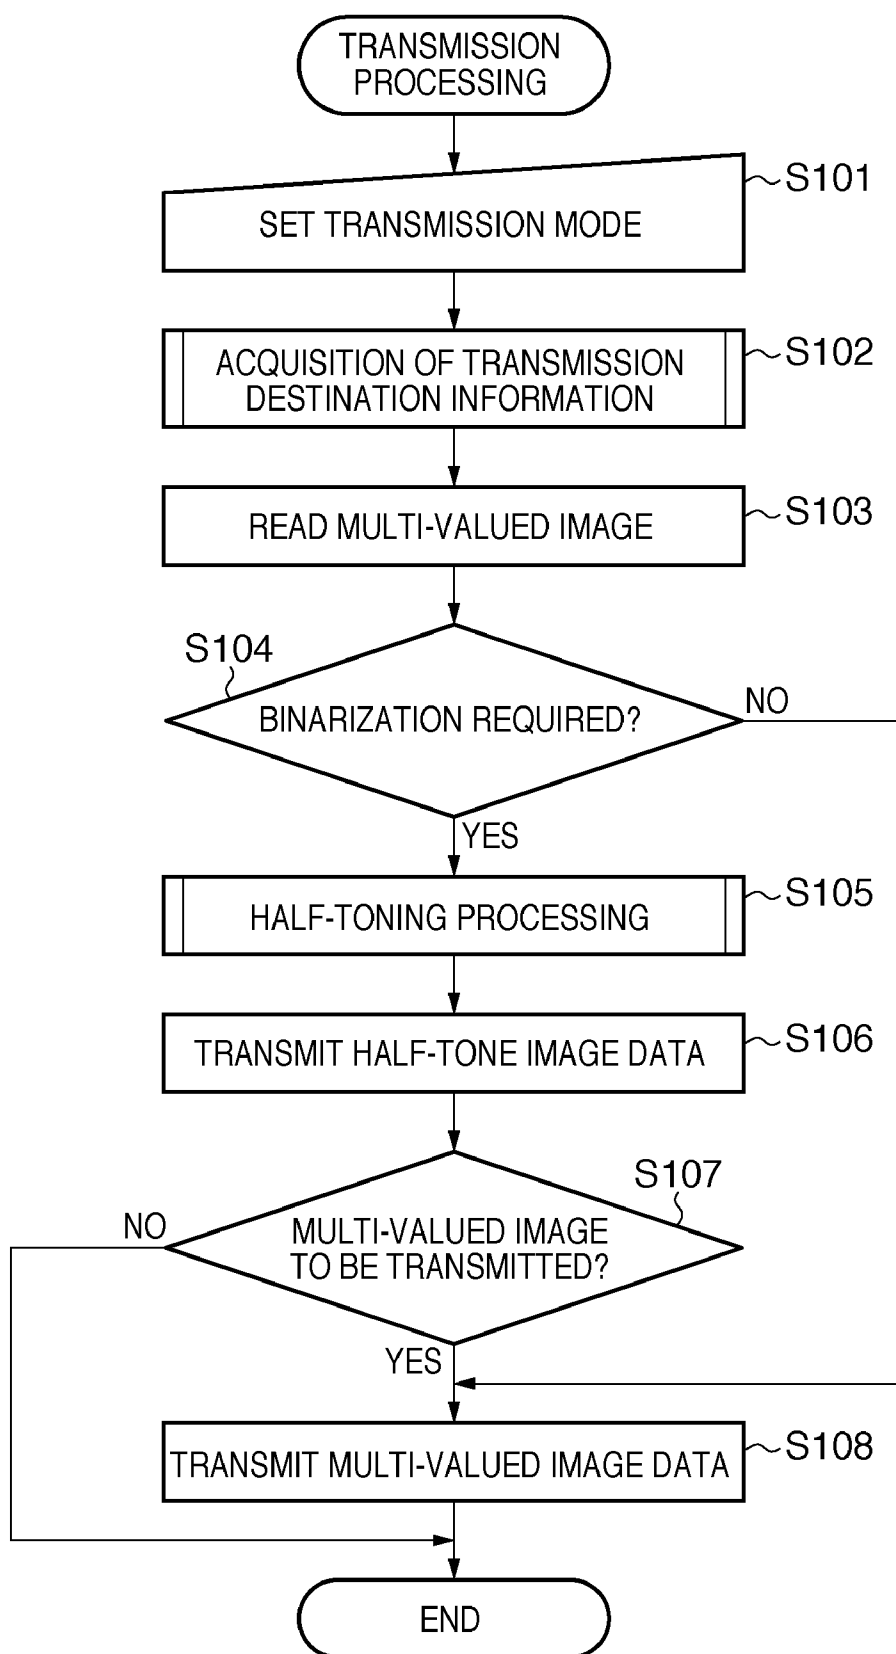 TRANSMISSION
PROCESSING
S101
SET TRANSMISSION MODE
S102
ACQUISITION OF TRANSMISSION
DESTINATION INFORMATION
S103
READ MULTI-VALUED IMAGE
S104
BINARIZATION REQUIRED?
NO
YES
S105
HALF-TONING PROCESSING
S106
TRANSMIT HALF-TONE IMAGE DATA
S107
NO
MULTI-VALUED IMAGE
TO BE TRANSMITTED?
YES
S108
TRANSMIT MULTI-VALUED IMAGE DATA
END